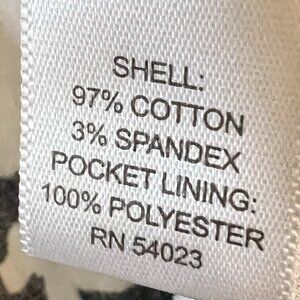 SHELL:
97% COTTON
3% SPANDEX
POCKET LINING:
100% POLYESTER
RN 54023